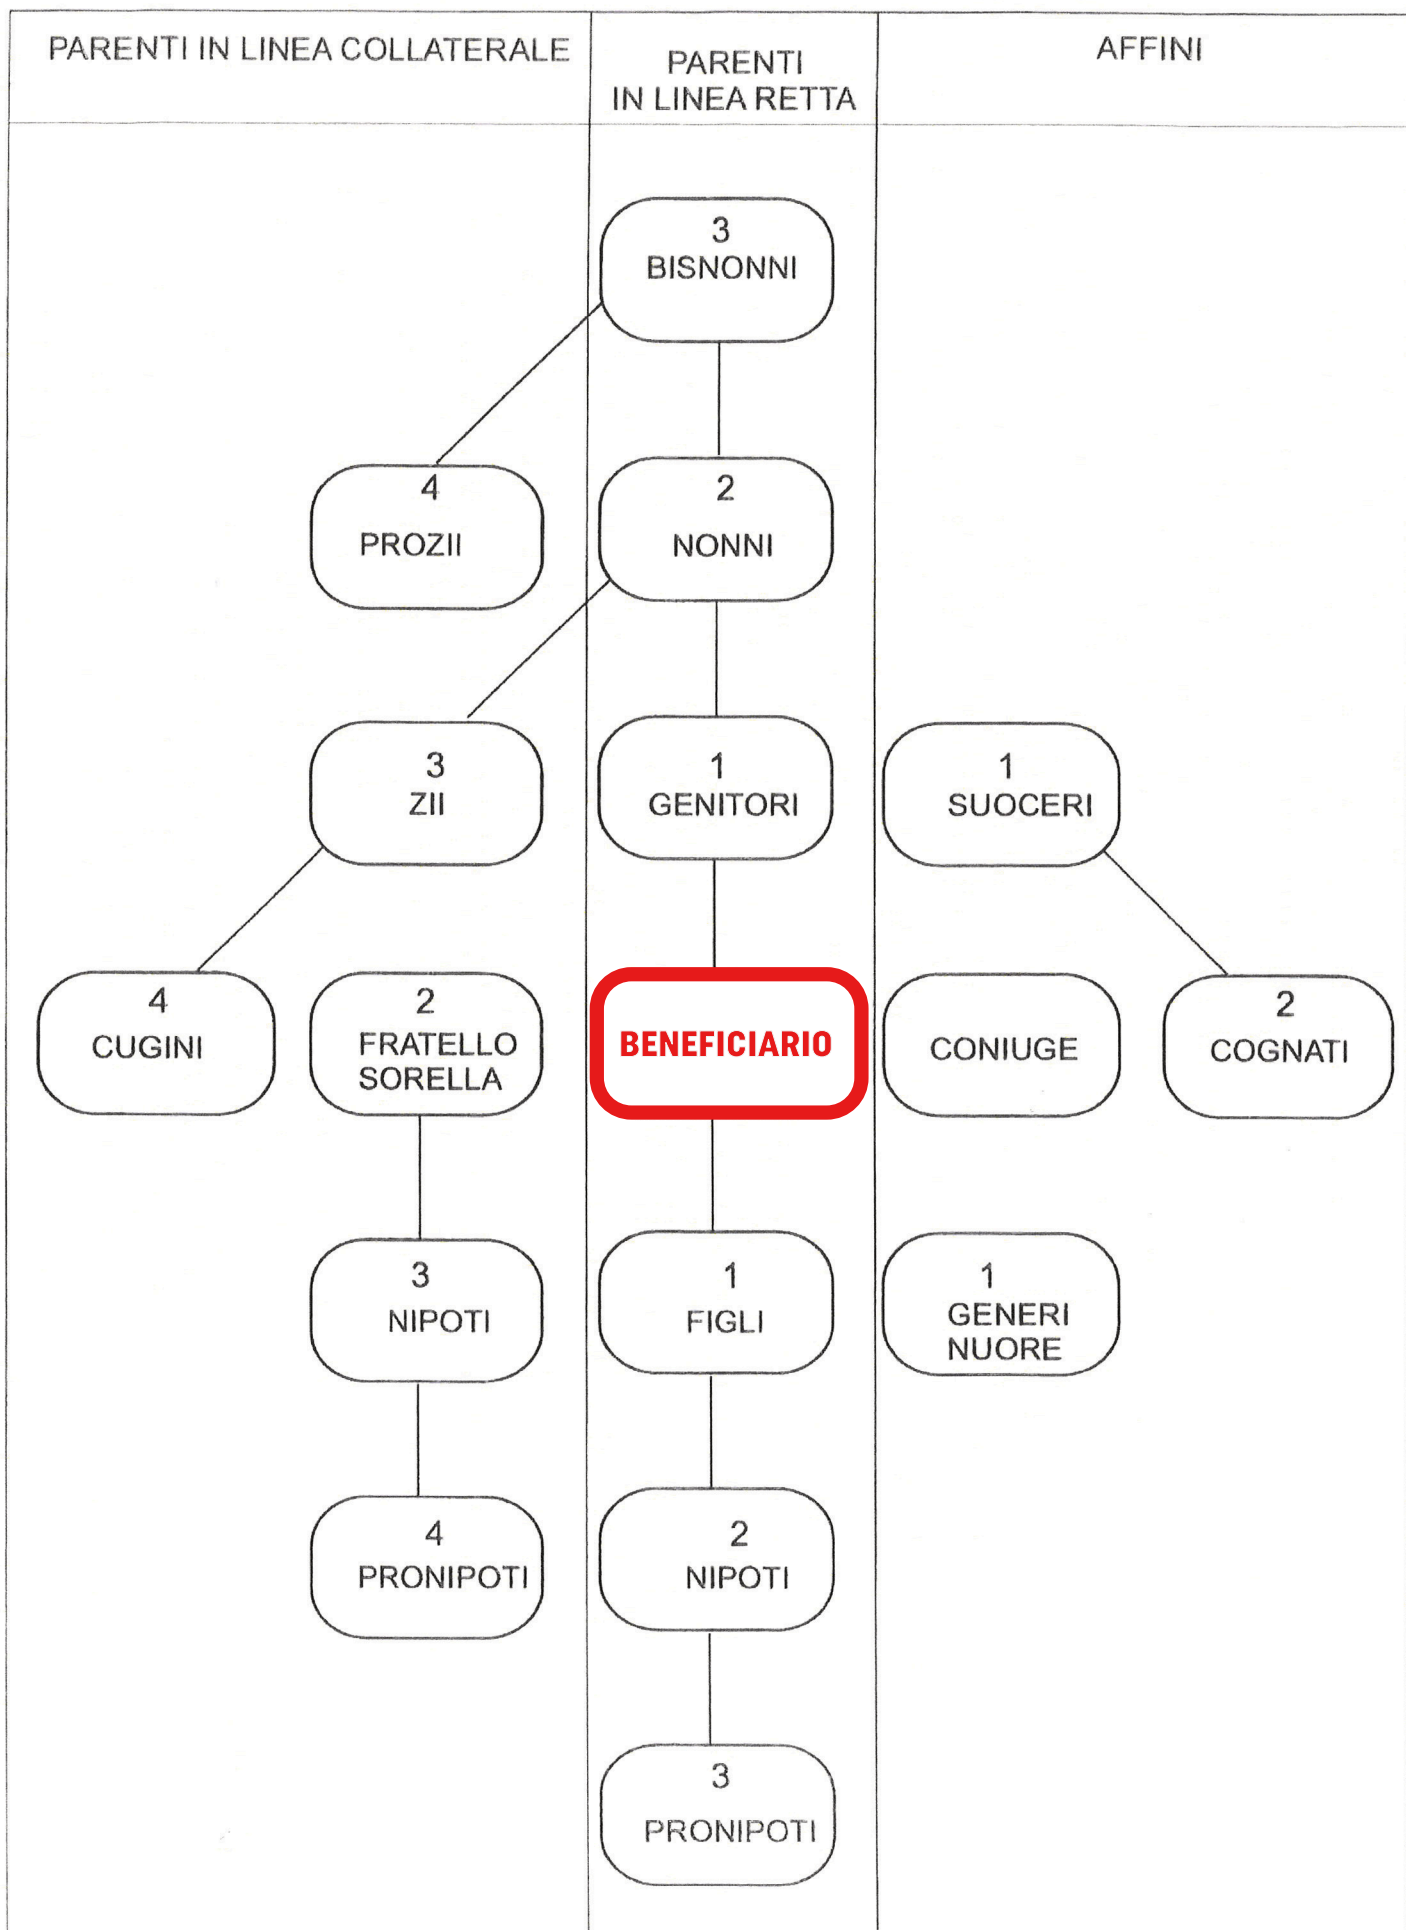 PARENTI IN LINEA COLLATERALE
PARENTI
IN LINEA RETTA
AFFINI
3
BISNONNI
4
PROZII
2
NONNI
3
ZII
1
GENITORI
1
SUOCERI
4
CUGINI
2
FRATELLO
SORELLA
BENEFICIARIO
CONIUGE
2
COGNATI
3
NIPOTI
1
FIGLI
1
GENERI
NUORE
4
PRONIPOTI
2
NIPOTI
3
PRONIPOTI